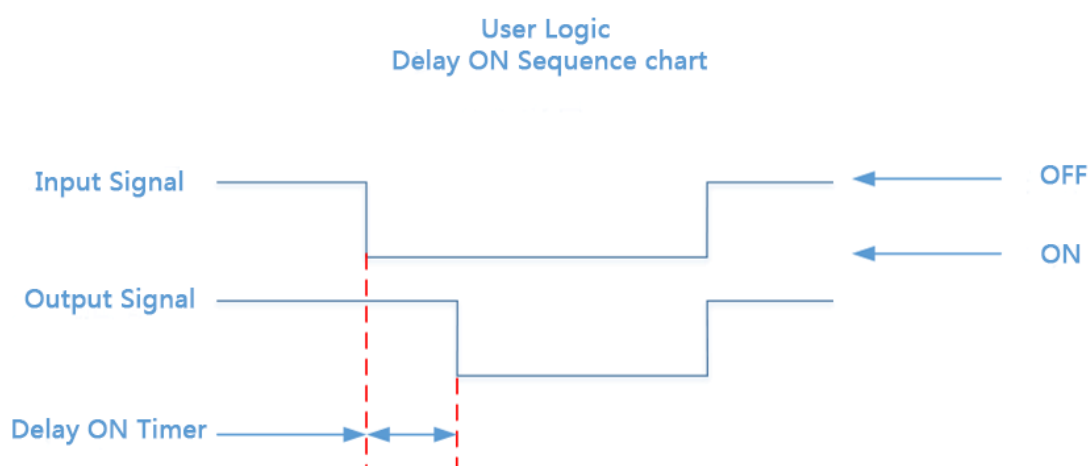 User Logic
Delay ON Sequence chart
Input Signal
OFF
ON
Output Signal
Delay ON Timer